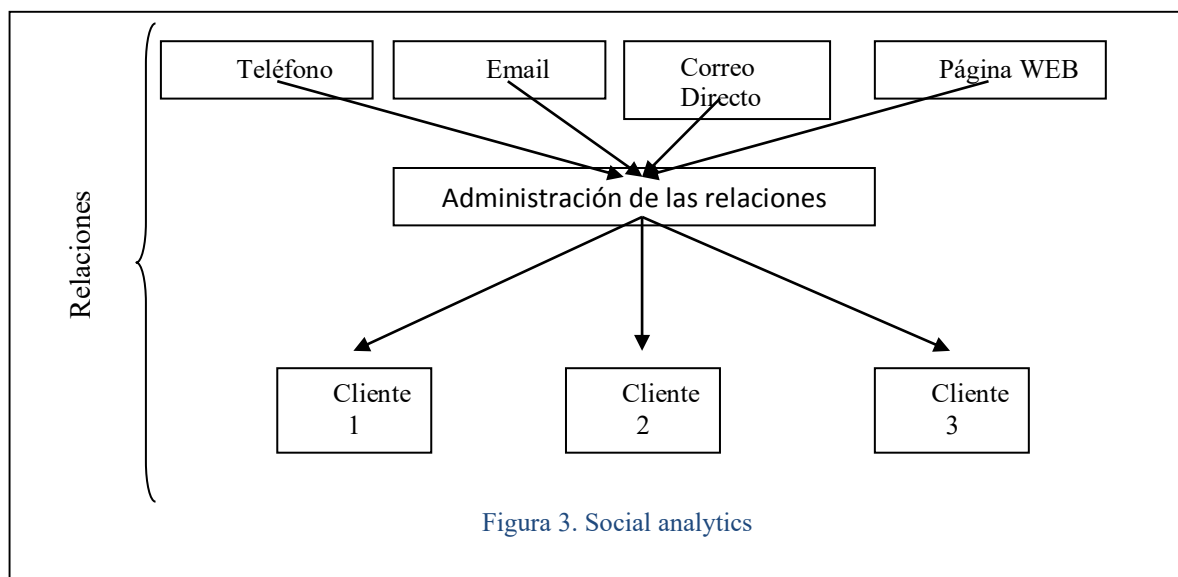 Teléfono
Email
Correo
Directo
Página WEB
Administración de las relaciones
Relaciones
Cliente
1
Cliente
2
Cliente
3
Figura 3. Social analytics